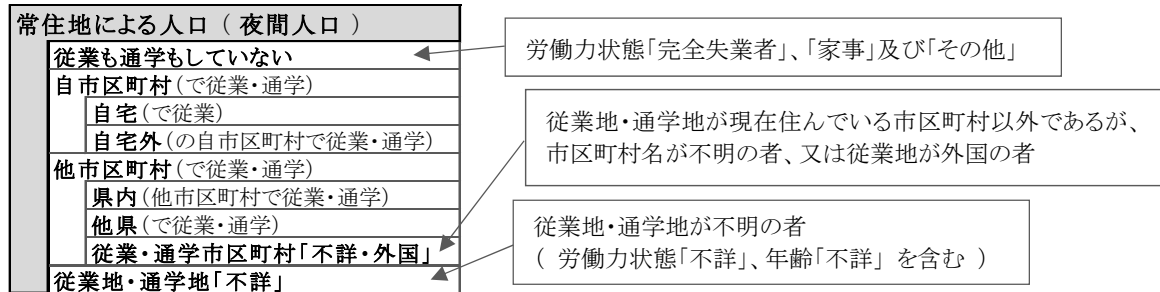 常住地による人口（夜間人口）
従業も通学もしていない
自市区町村(で従業・通学)
自宅(で従業)
自宅外(の自市区町村で従業・通学)
他市区町村(で従業・通学)
県内(他市区町村で従業・通学)
他県(で従業・通学)
従業・通学市区町村「不詳・外国」
従業地・通学地「不詳」
労働力状態「完全失業者」、「家事」及び「その他」
従業地・通学地が現在住んでいる市区町村以外であるが、
市区町村名が不明の者、又は従業地が外国の者
従業地・通学地が不明の者
（ 労働力状態「不詳」、年齢「不詳」 を含む ）